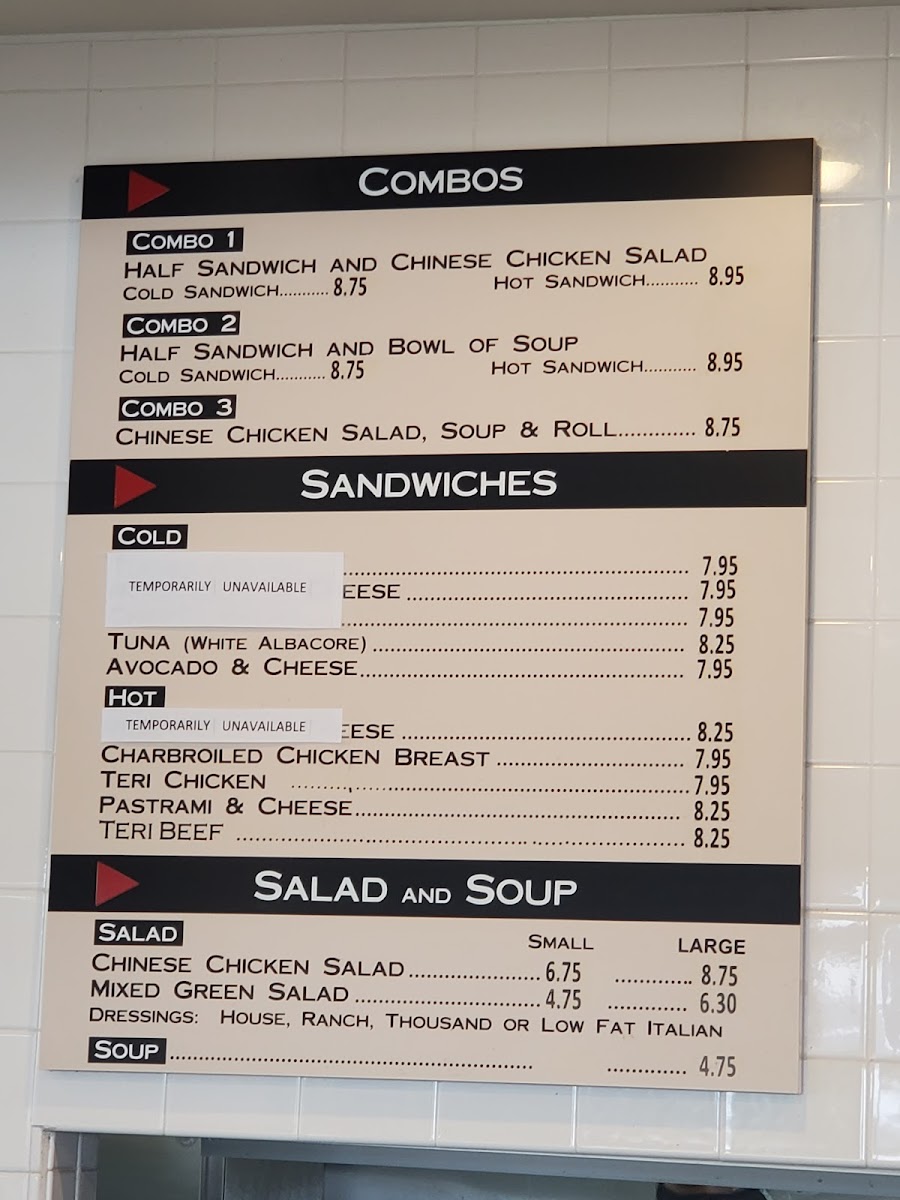 COMBOS
COMBO 1
HALF SANDWICH AND CHINESE CHICKEN SALAD
COLD SANDWICH........... 8.75 HOT SANDWICH........... 8.95
COMBO 2
HALF SANDWICH AND BOWL OF SOUP
COLD SANDWICH........... 8.75 HOT SANDWICH........... 8.95
COMBO 3
CHINESE CHICKEN SALAD, SOUP & ROLL............. 8.75
SANDWICHES
COLD
TEMPORARILY UNAVAILABLE
7.95
EESE 7.95
7.95
TUNA (WHITE ALBACORE) 8.25
AVOCADO & CHEESE 7.95
HOT
TEMPORARILY UNAVAILABLE EESE 8.25
CHARBROILED CHICKEN BREAST 7.95
TERI CHICKEN 7.95
PASTRAMI & CHEESE 8.25
TERI BEEF 8.25
SALAD AND SOUP
SALAD SMALL LARGE
CHINESE CHICKEN SALAD 6.75 8.75
MIXED GREEN SALAD 4.75 6.30
DRESSINGS: HOUSE, RANCH, THOUSAND OR LOW FAT ITALIAN
SOUP 4.75